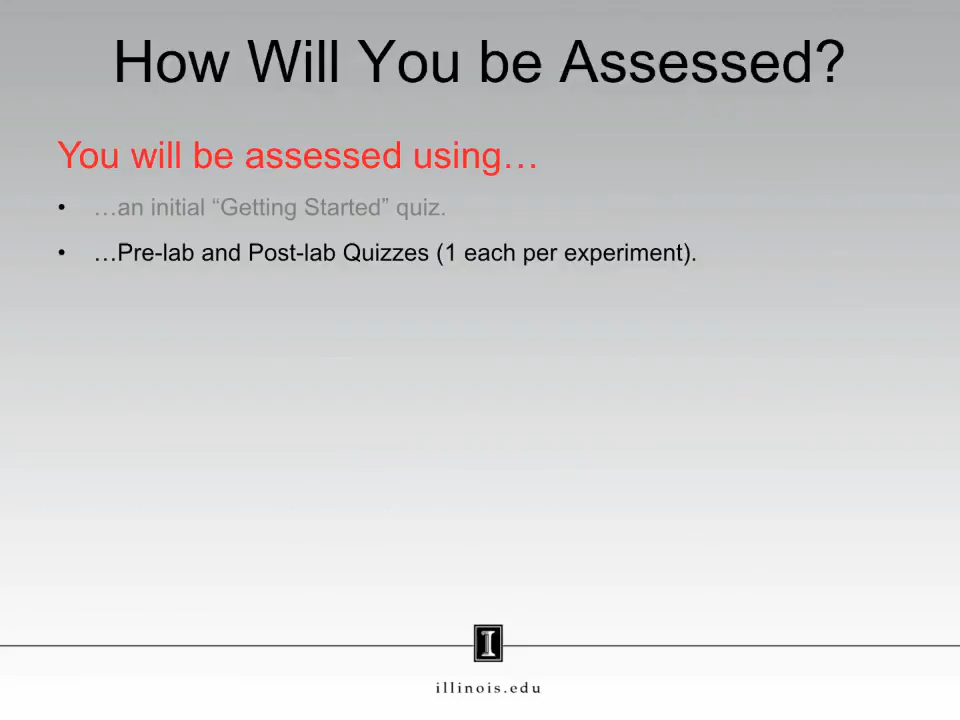 How Will You be Assessed?
You will be assessed using…
• …an initial “Getting Started” quiz.
• …Pre-lab and Post-lab Quizzes (1 each per experiment).
I
illinois.edu